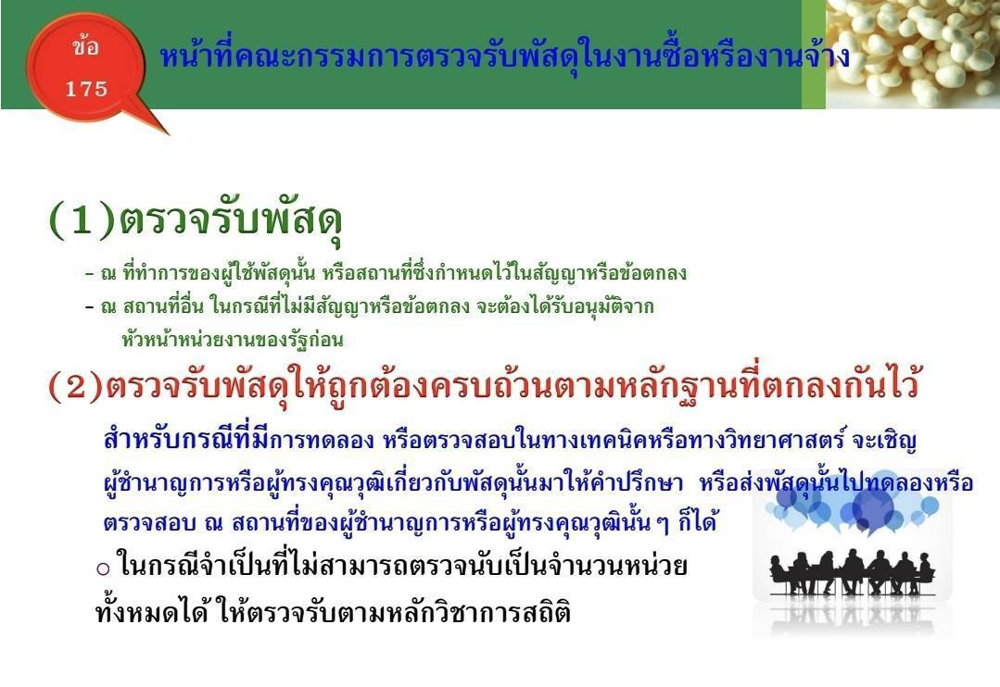 ข้อ
175
หน้าที่คณะกรรมการตรวจรับพัสดุในงานซื้อหรืองานจ้าง
(1)ตรวจรับพัสดุ
- ณ ที่ทำการของผู้ใช้พัสดุนั้น หรือสถานที่ซึ่งกำหนดไว้ในสัญญาหรือข้อตกลง
- ณ สถานที่อื่น ในกรณีที่ไม่มีสัญญาหรือข้อตกลง จะต้องได้รับอนุมัติจาก
หัวหน้าหน่วยงานของรัฐก่อน
(2)ตรวจรับพัสดุให้ถูกต้องครบถ้วนตามหลักฐานที่ตกลงกันไว้
สำหรับกรณีที่มีการทดลอง หรือตรวจสอบในทางเทคนิคหรือทางวิทยาศาสตร์ จะเชิญ
ผู้ชำนาญการหรือผู้ทรงคุณวุฒิเกี่ยวกับพัสดุนั้นมาให้คำปรึกษา หรือส่งพัสดุนั้นไปทดลองหรือ
ตรวจสอบ ณ สถานที่ของผู้ชำนาญการหรือผู้ทรงคุณวุฒินั้น ๆ ก็ได้
○ ในกรณีจำเป็นที่ไม่สามารถตรวจนับเป็นจำนวนหน่วย
ทั้งหมดได้ ให้ตรวจรับตามหลักวิชาการสถิติ